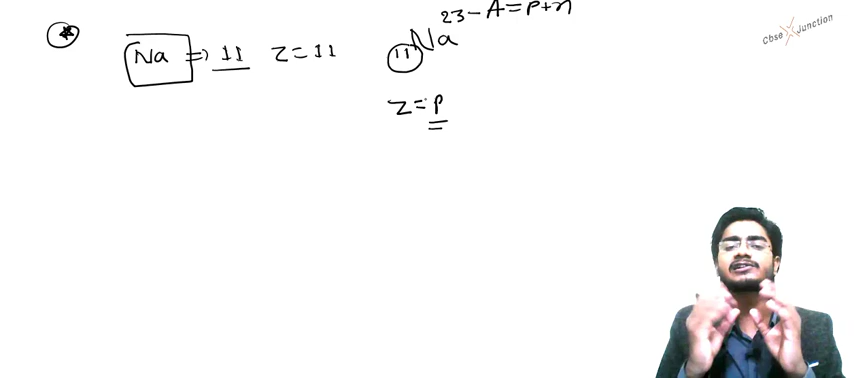 23 - A = P + n
Na => 11 Z = 11 11 Na
Z = P
Cbse Junction